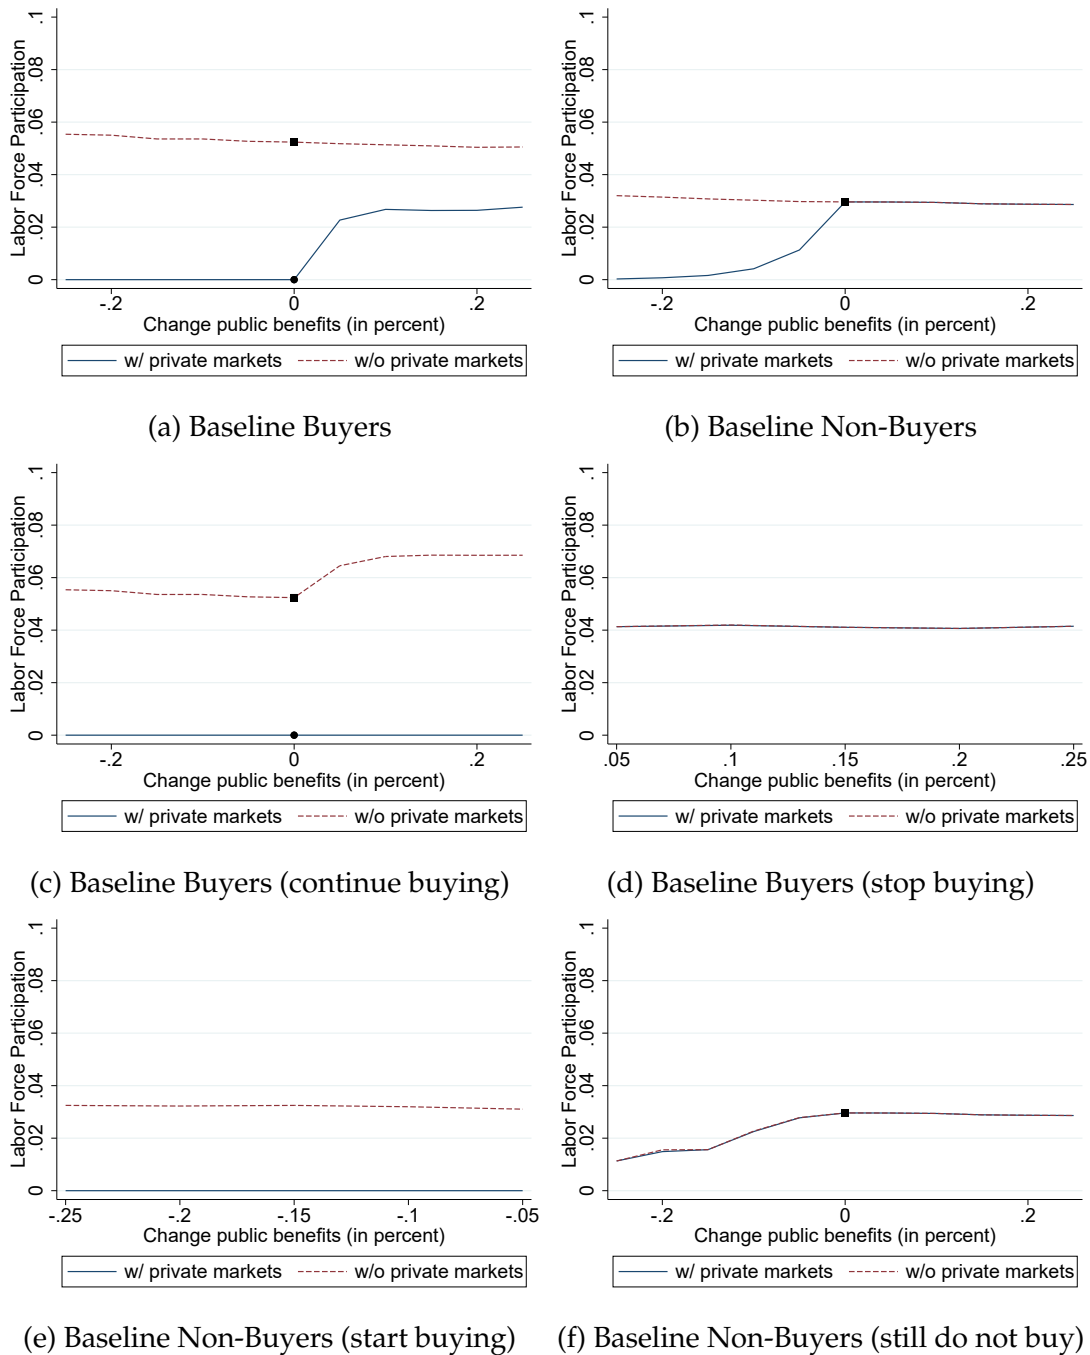 Labor Force Participation
0 .02 .04 .06 .08 .1
-.2 0 .2
Change public benefits (in percent)
w/ private markets w/o private markets
(a) Baseline Buyers
Labor Force Participation
0 .02 .04 .06 .08 .1
-.2 0 .2
Change public benefits (in percent)
w/ private markets w/o private markets
(b) Baseline Non-Buyers
Labor Force Participation
0 .02 .04 .06 .08 .1
-.2 0 .2
Change public benefits (in percent)
w/ private markets w/o private markets
(c) Baseline Buyers (continue buying)
Labor Force Participation
0 .02 .04 .06 .08 .1
.05 .1 .15 .2 .25
Change public benefits (in percent)
w/ private markets w/o private markets
(d) Baseline Buyers (stop buying)
Labor Force Participation
0 .02 .04 .06 .08 .1
-.25 -.2 -.15 -.1 -.05
Change public benefits (in percent)
w/ private markets w/o private markets
(e) Baseline Non-Buyers (start buying)
Labor Force Participation
0 .02 .04 .06 .08 .1
-.2 0 .2
Change public benefits (in percent)
w/ private markets w/o private markets
(f) Baseline Non-Buyers (still do not buy)